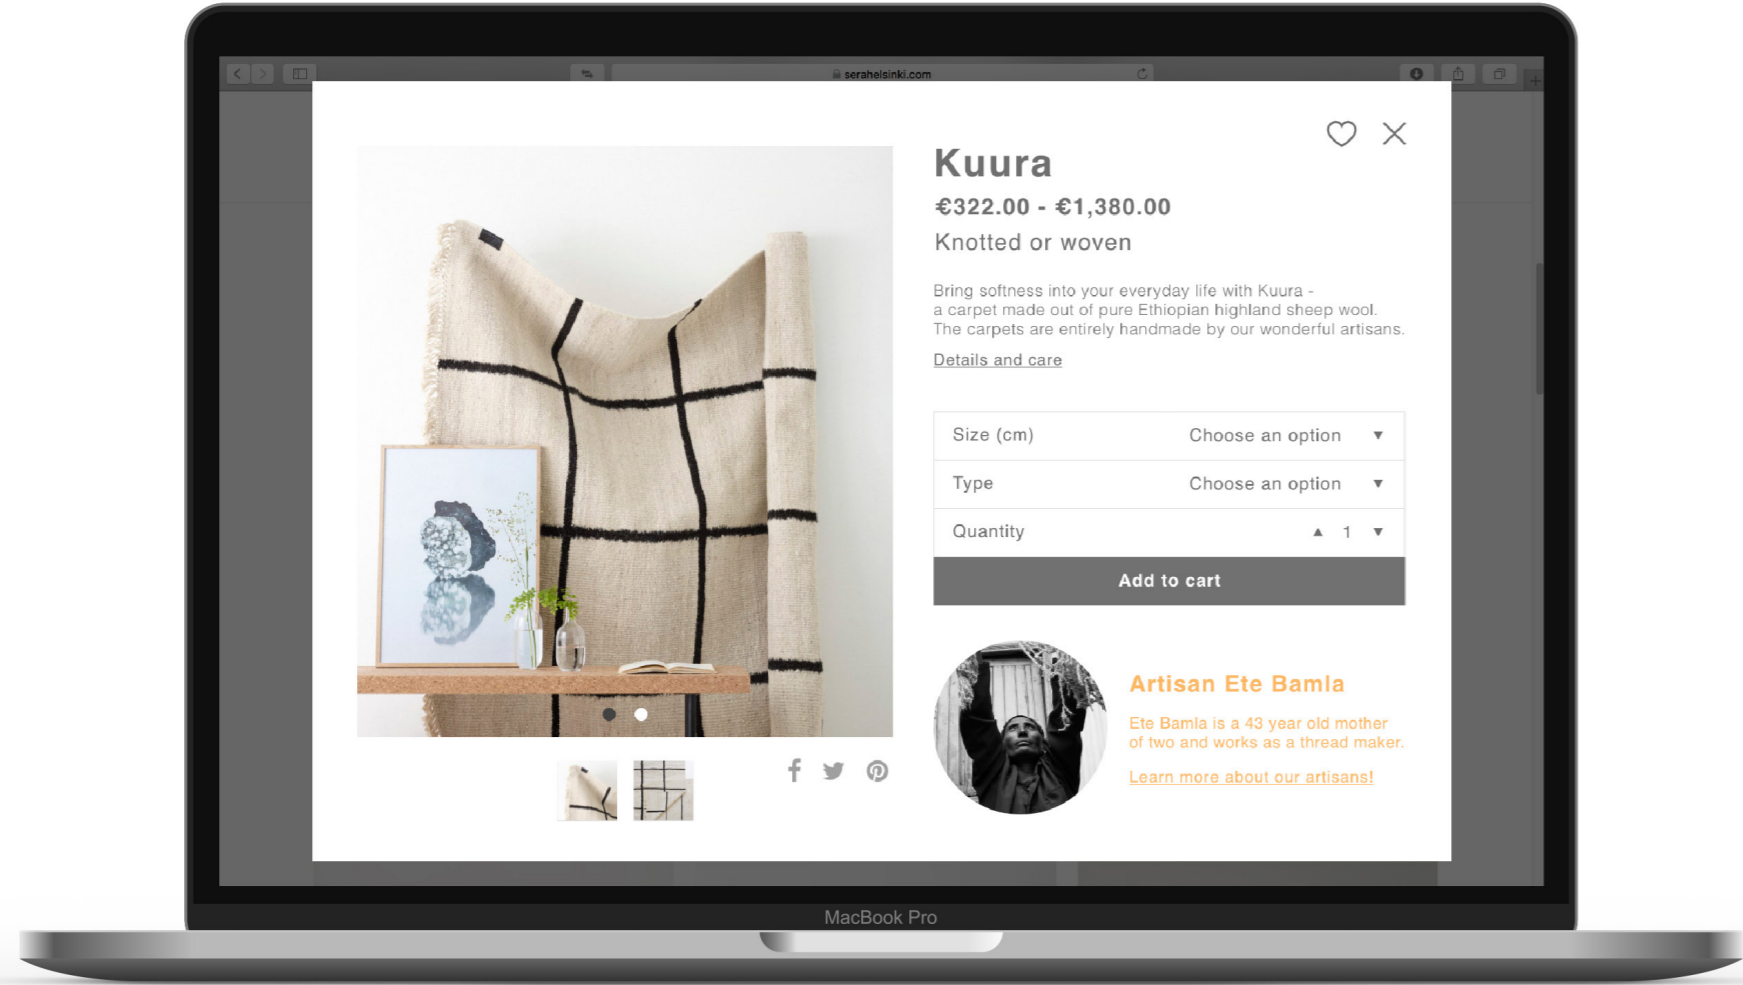 serahelsinki.com
Kuura
€322.00 - €1,380.00
Knotted or woven
Bring softness into your everyday life with Kuura -
a carpet made out of pure Ethiopian highland sheep wool.
The carpets are entirely handmade by our wonderful artisans.
Details and care
Size (cm) Choose an option
Type Choose an option
Quantity 1
Add to cart
Artisan Ete Bamla
Ete Bamla is a 43 year old mother
of two and works as a thread maker.
Learn more about our artisans!
MacBook Pro